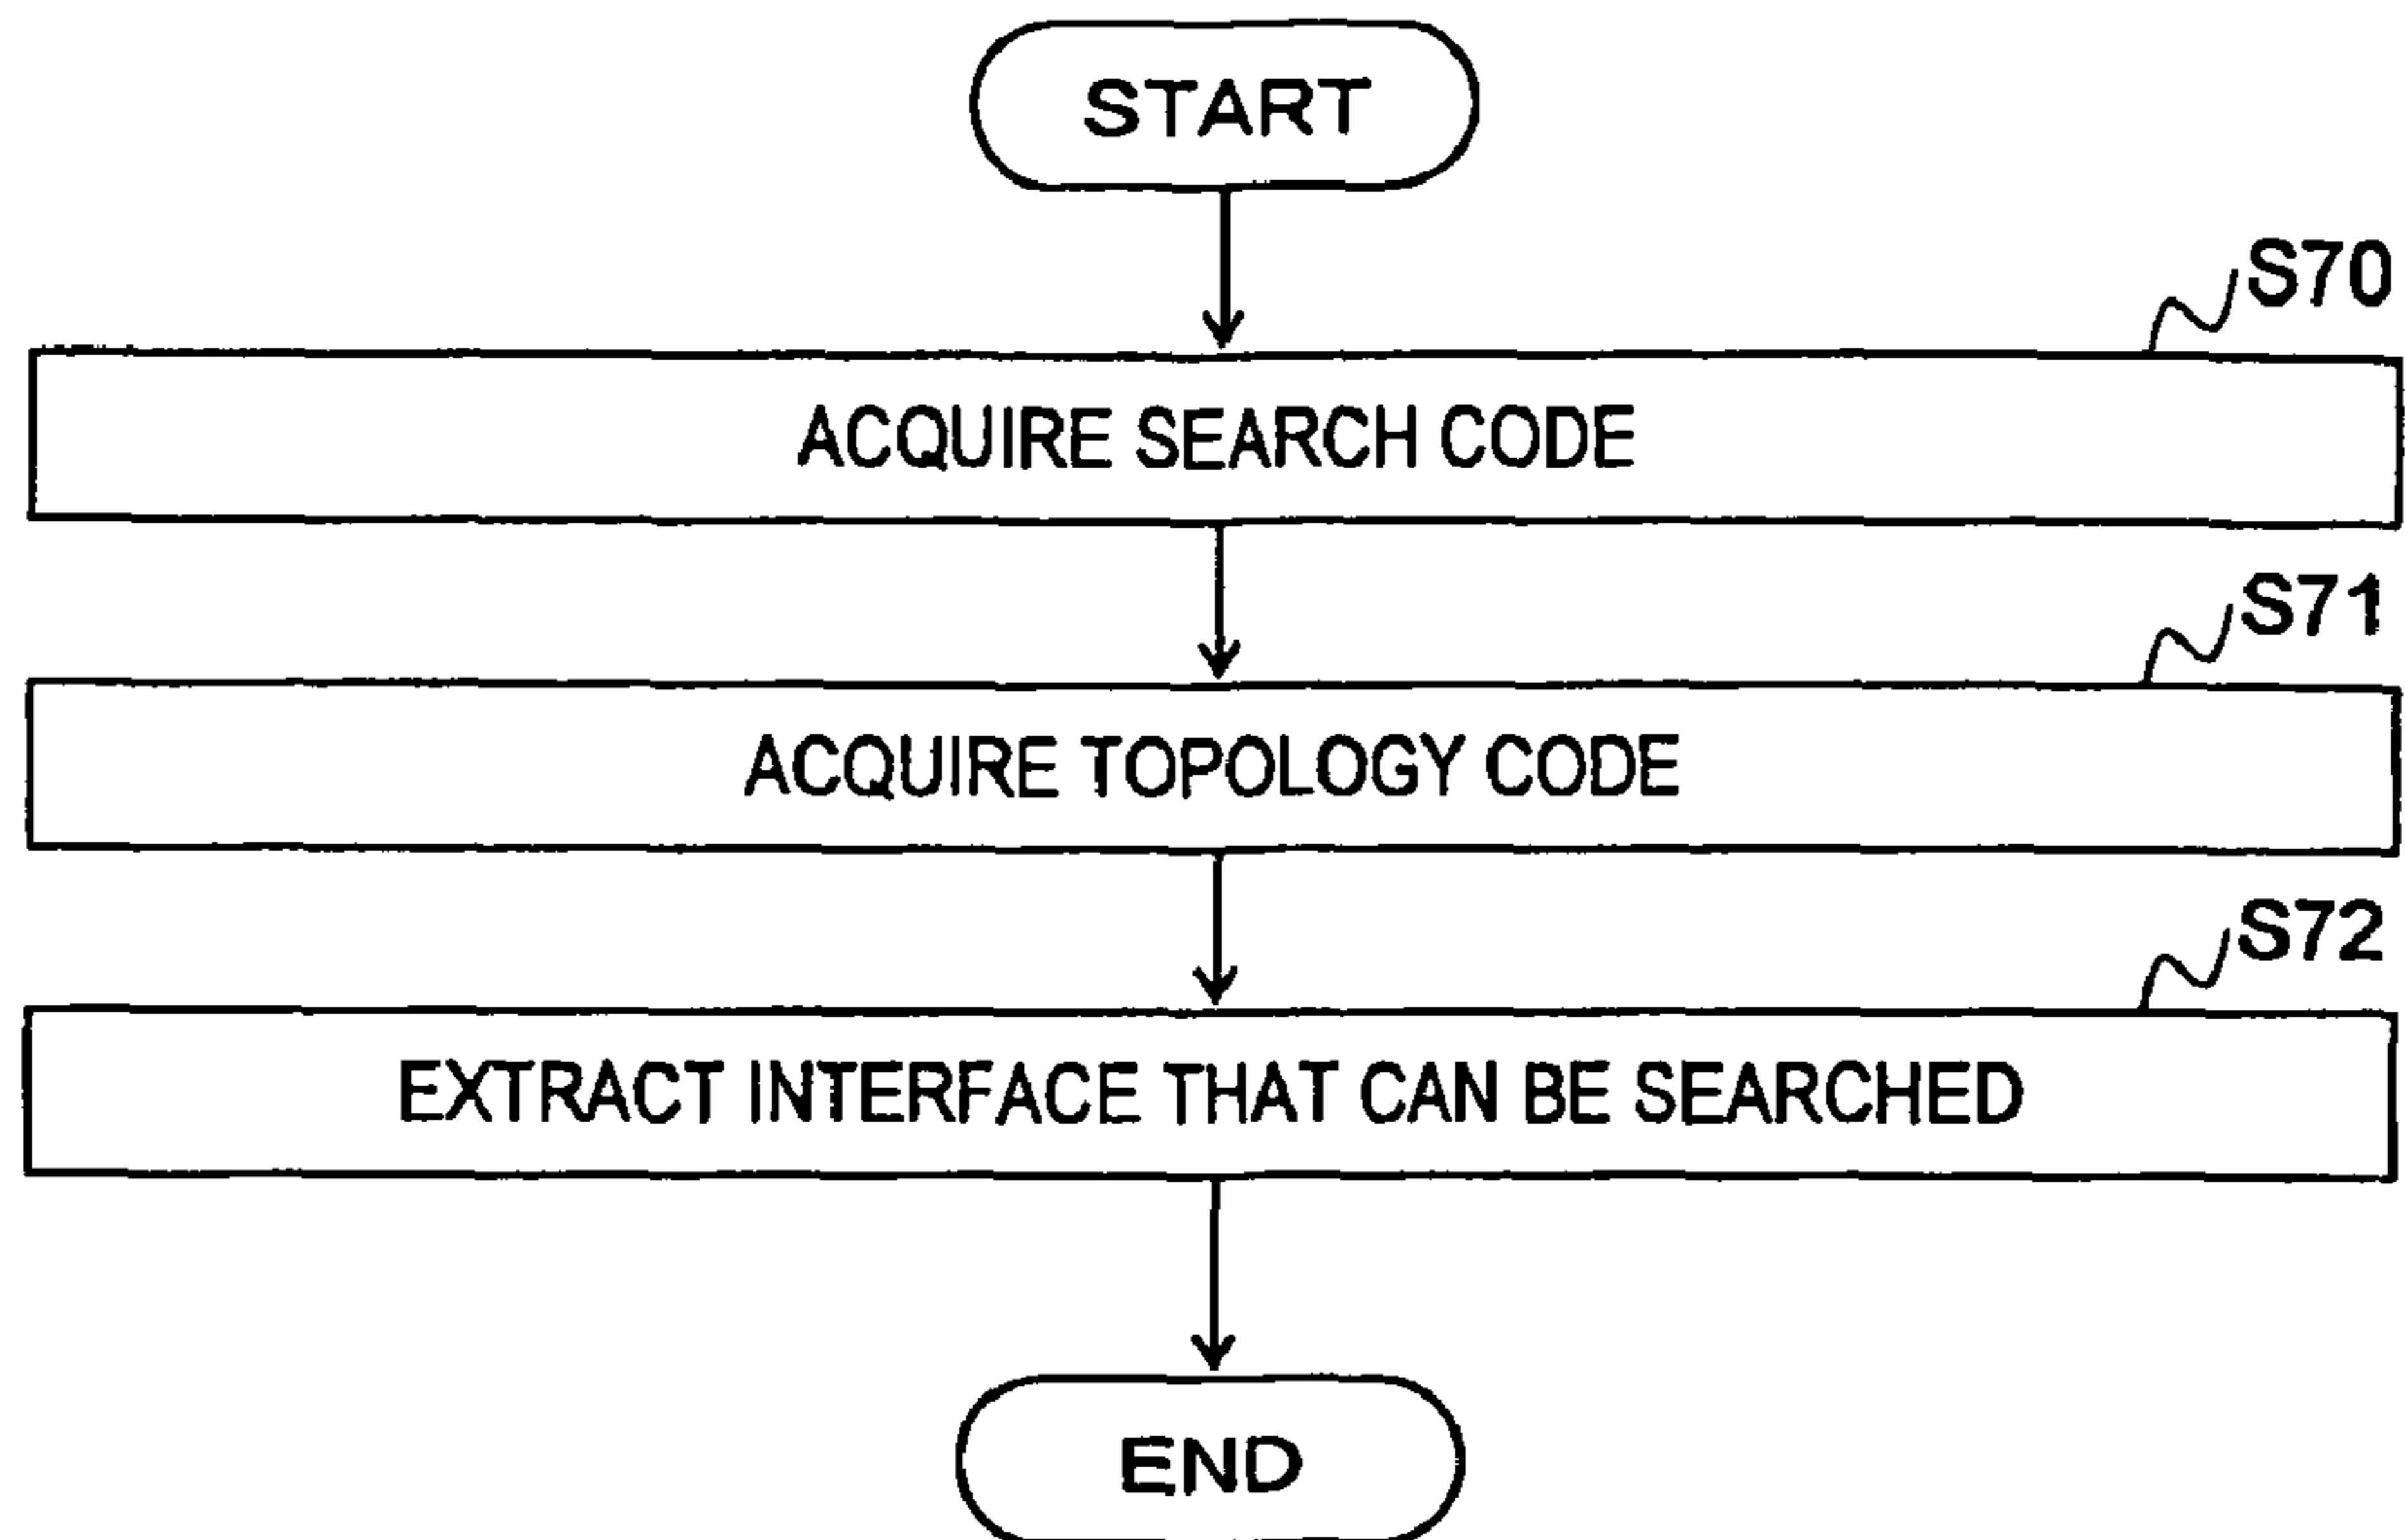 START
S70
ACQUIRE SEARCH CODE
S71
ACQUIRE TOPOLOGY CODE
S72
EXTRACT INTERFACE THAT CAN BE SEARCHED
END